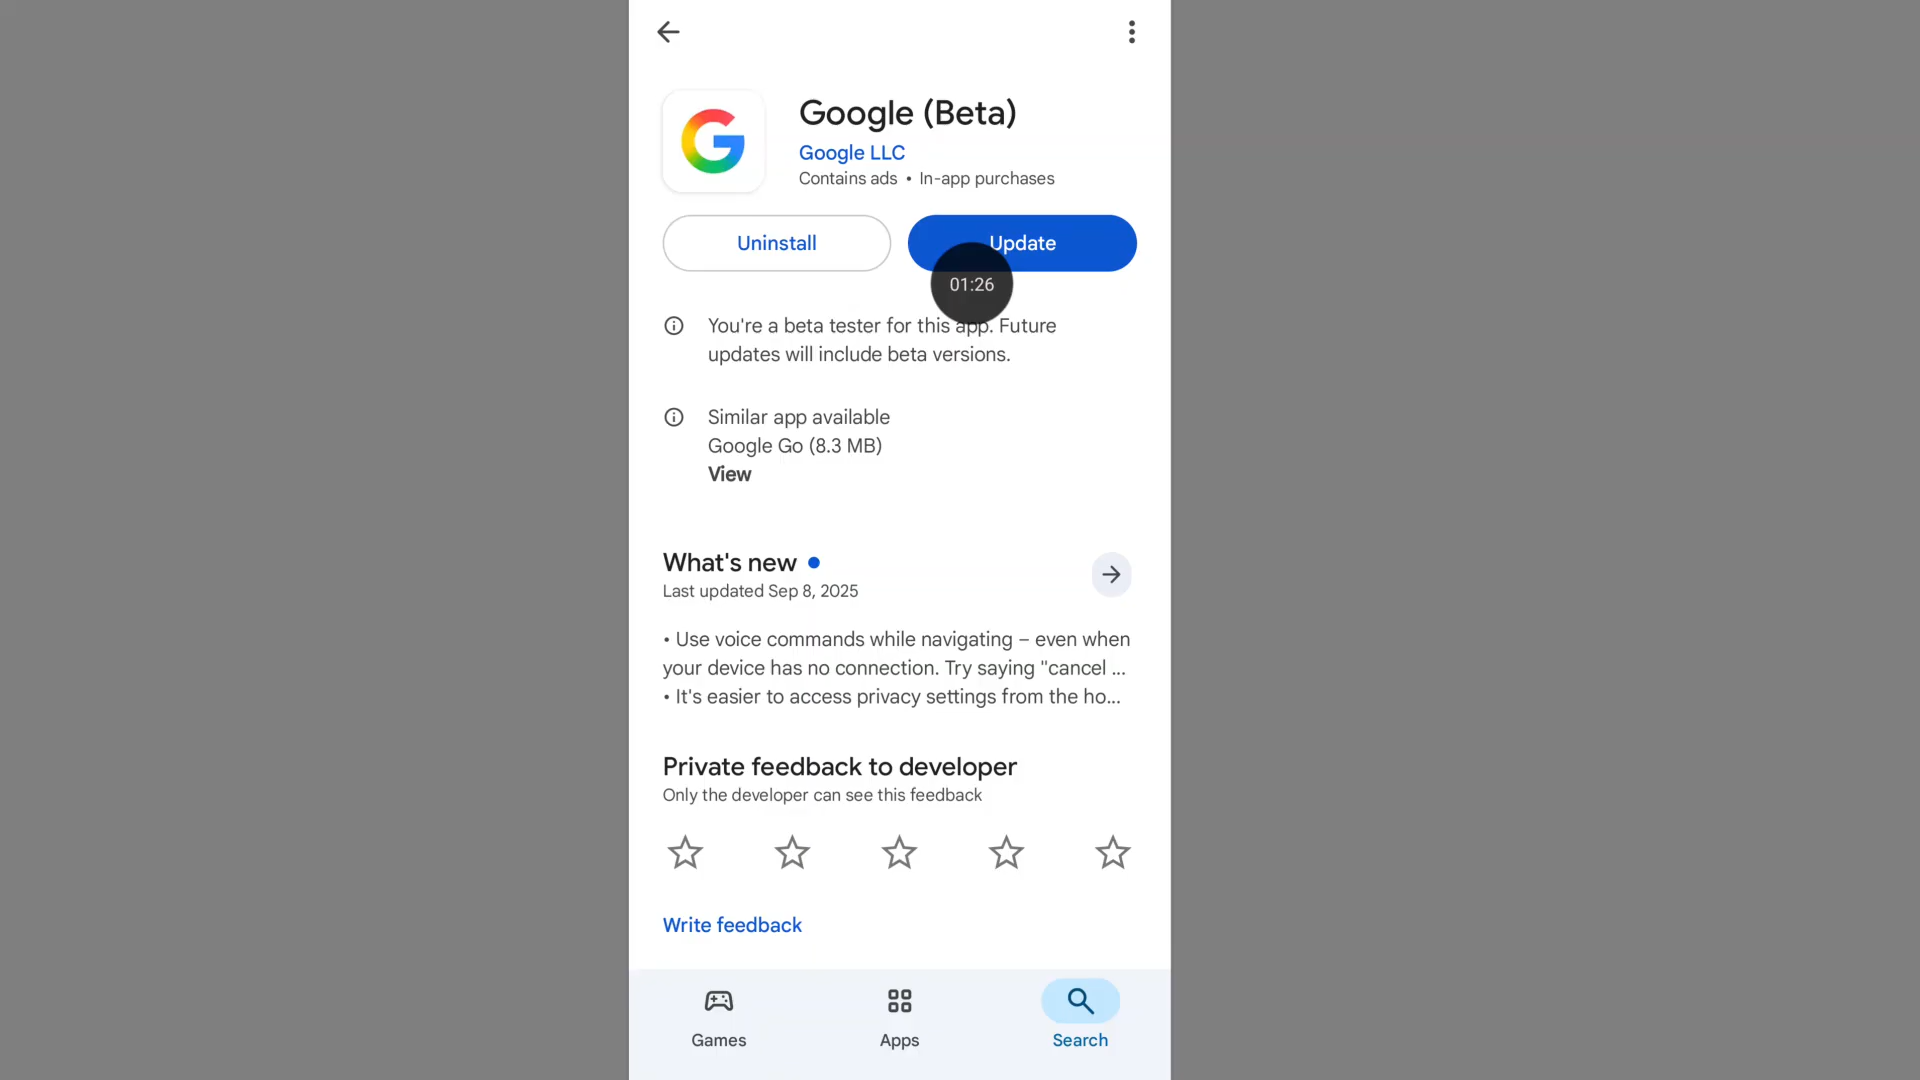 Google (Beta)
Google LLC
Contains ads • In-app purchases
Uninstall
Update
01:26
You're a beta tester for this app. Future
updates will include beta versions.
Similar app available
Google Go (8.3 MB)
View
What's new
Last updated Sep 8, 2025
• Use voice commands while navigating – even when
your device has no connection. Try saying "cancel ...
• It's easier to access privacy settings from the ho...
Private feedback to developer
Only the developer can see this feedback
Write feedback
Games
Apps
Search